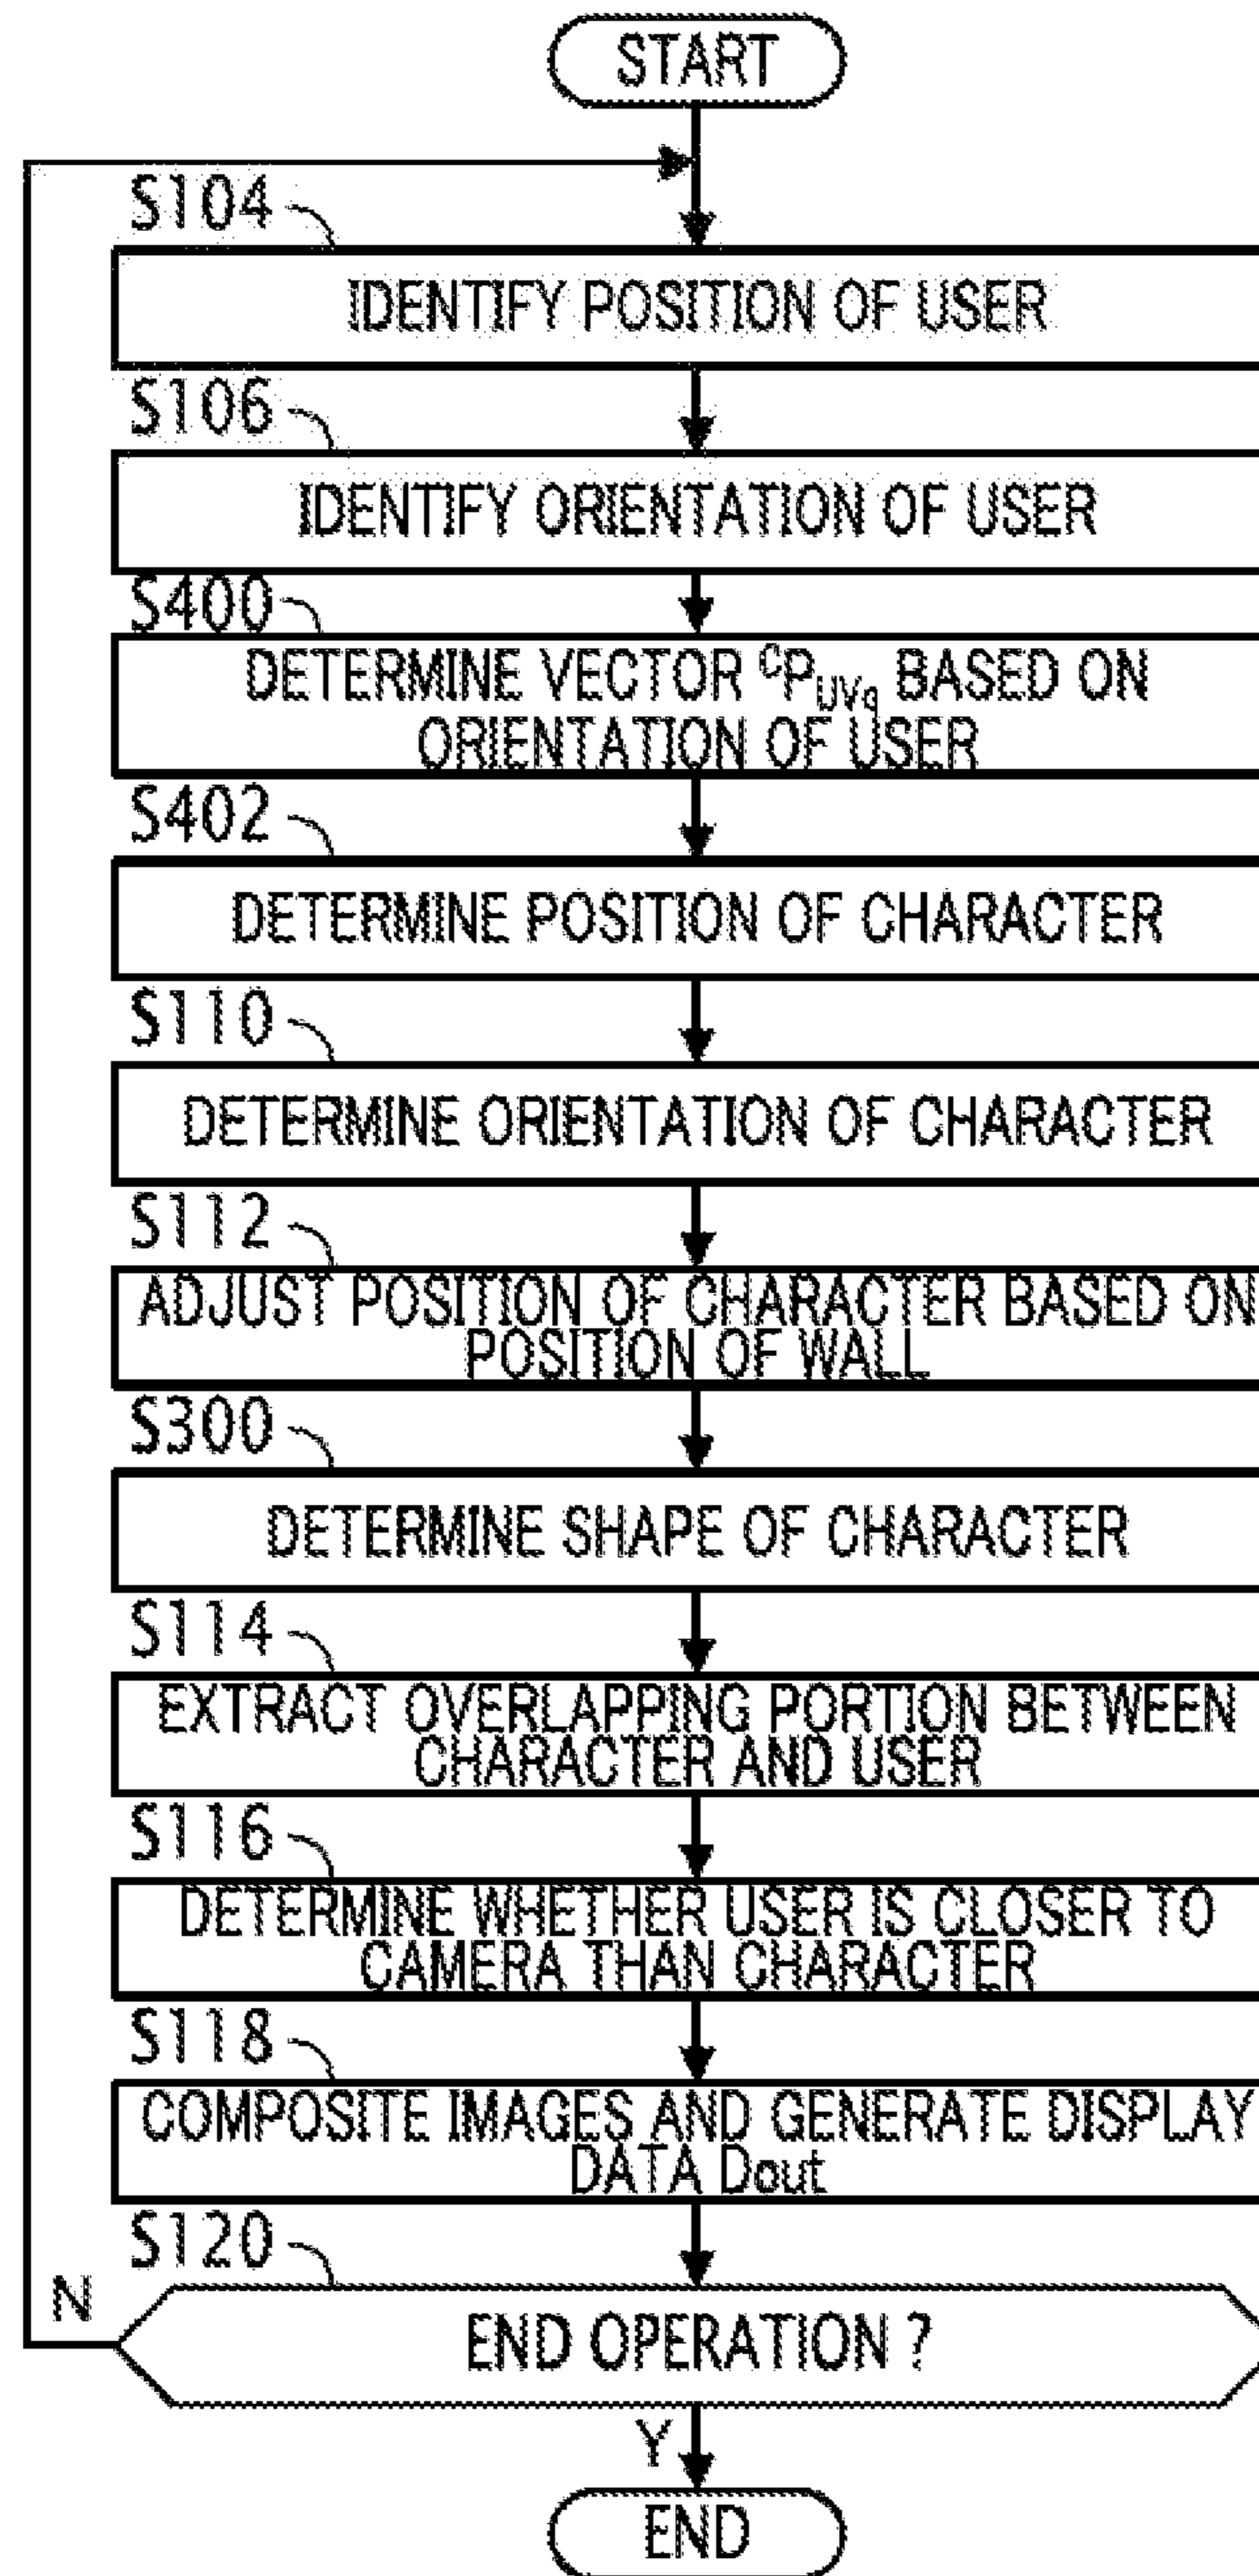 START
S104
IDENTIFY POSITION OF USER
S106
IDENTIFY ORIENTATION OF USER
S400
DETERMINE VECTOR ᶜP_UVq BASED ON
ORIENTATION OF USER
S402
DETERMINE POSITION OF CHARACTER
S110
DETERMINE ORIENTATION OF CHARACTER
S112
ADJUST POSITION OF CHARACTER BASED ON
POSITION OF WALL
S300
DETERMINE SHAPE OF CHARACTER
S114
EXTRACT OVERLAPPING PORTION BETWEEN
CHARACTER AND USER
S116
DETERMINE WHETHER USER IS CLOSER TO
CAMERA THAN CHARACTER
S118
COMPOSITE IMAGES AND GENERATE DISPLAY
DATA Dout
S120
N
END OPERATION ?
Y
END